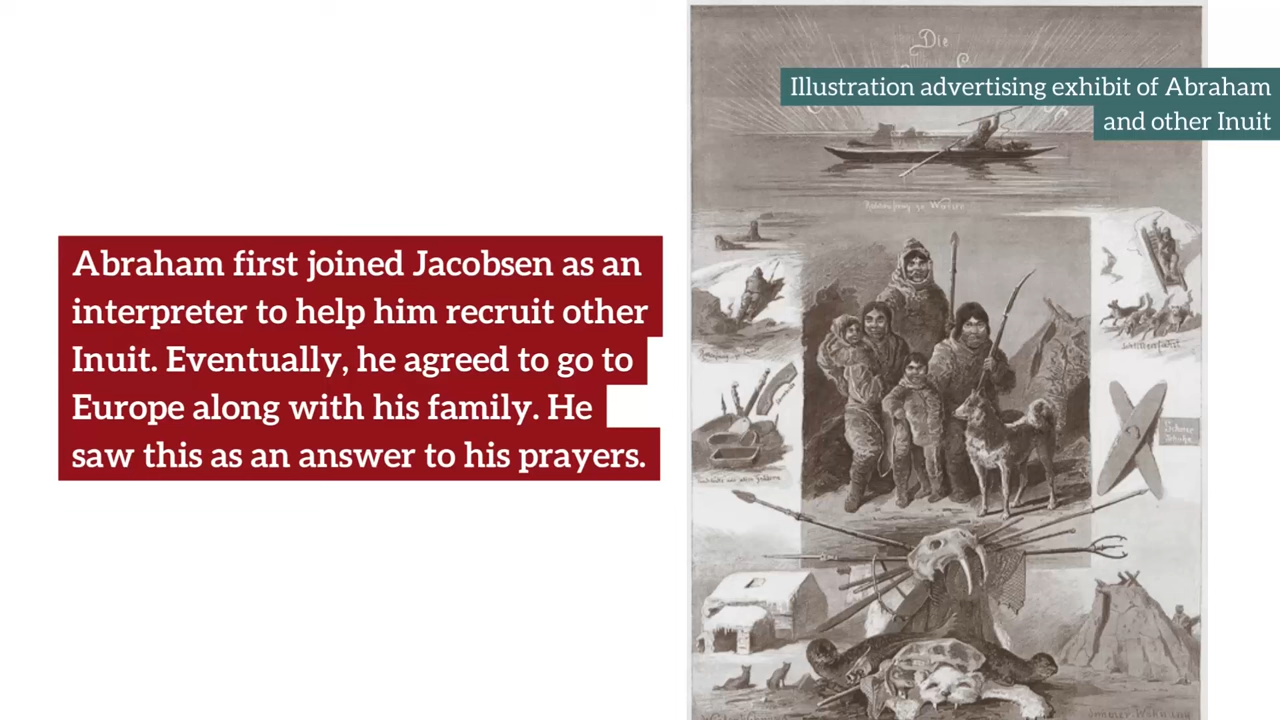 Die
Illustration advertising exhibit of Abraham
and other Inuit
Abraham first joined Jacobsen as an
interpreter to help him recruit other
Inuit. Eventually, he agreed to go to
Europe along with his family. He
saw this as an answer to his prayers.